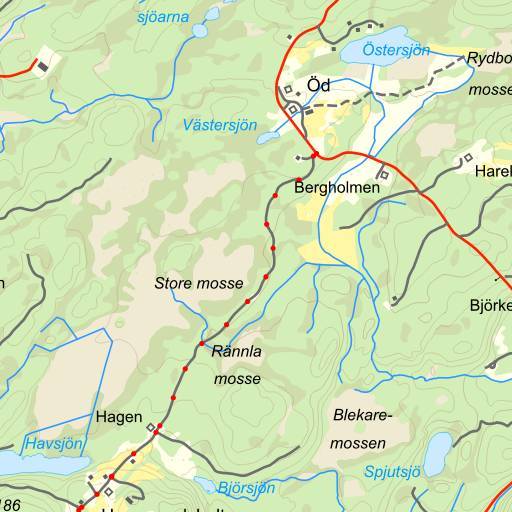 sjöarna
Östersjön
Rydbo
mosse
Öd
Västersjön
Harek
Bergholmen
Store mosse
Björke
Rännla
mosse
Hagen
Blekare-
mossen
Havsjön
Spjutsjö
Björsjön
186